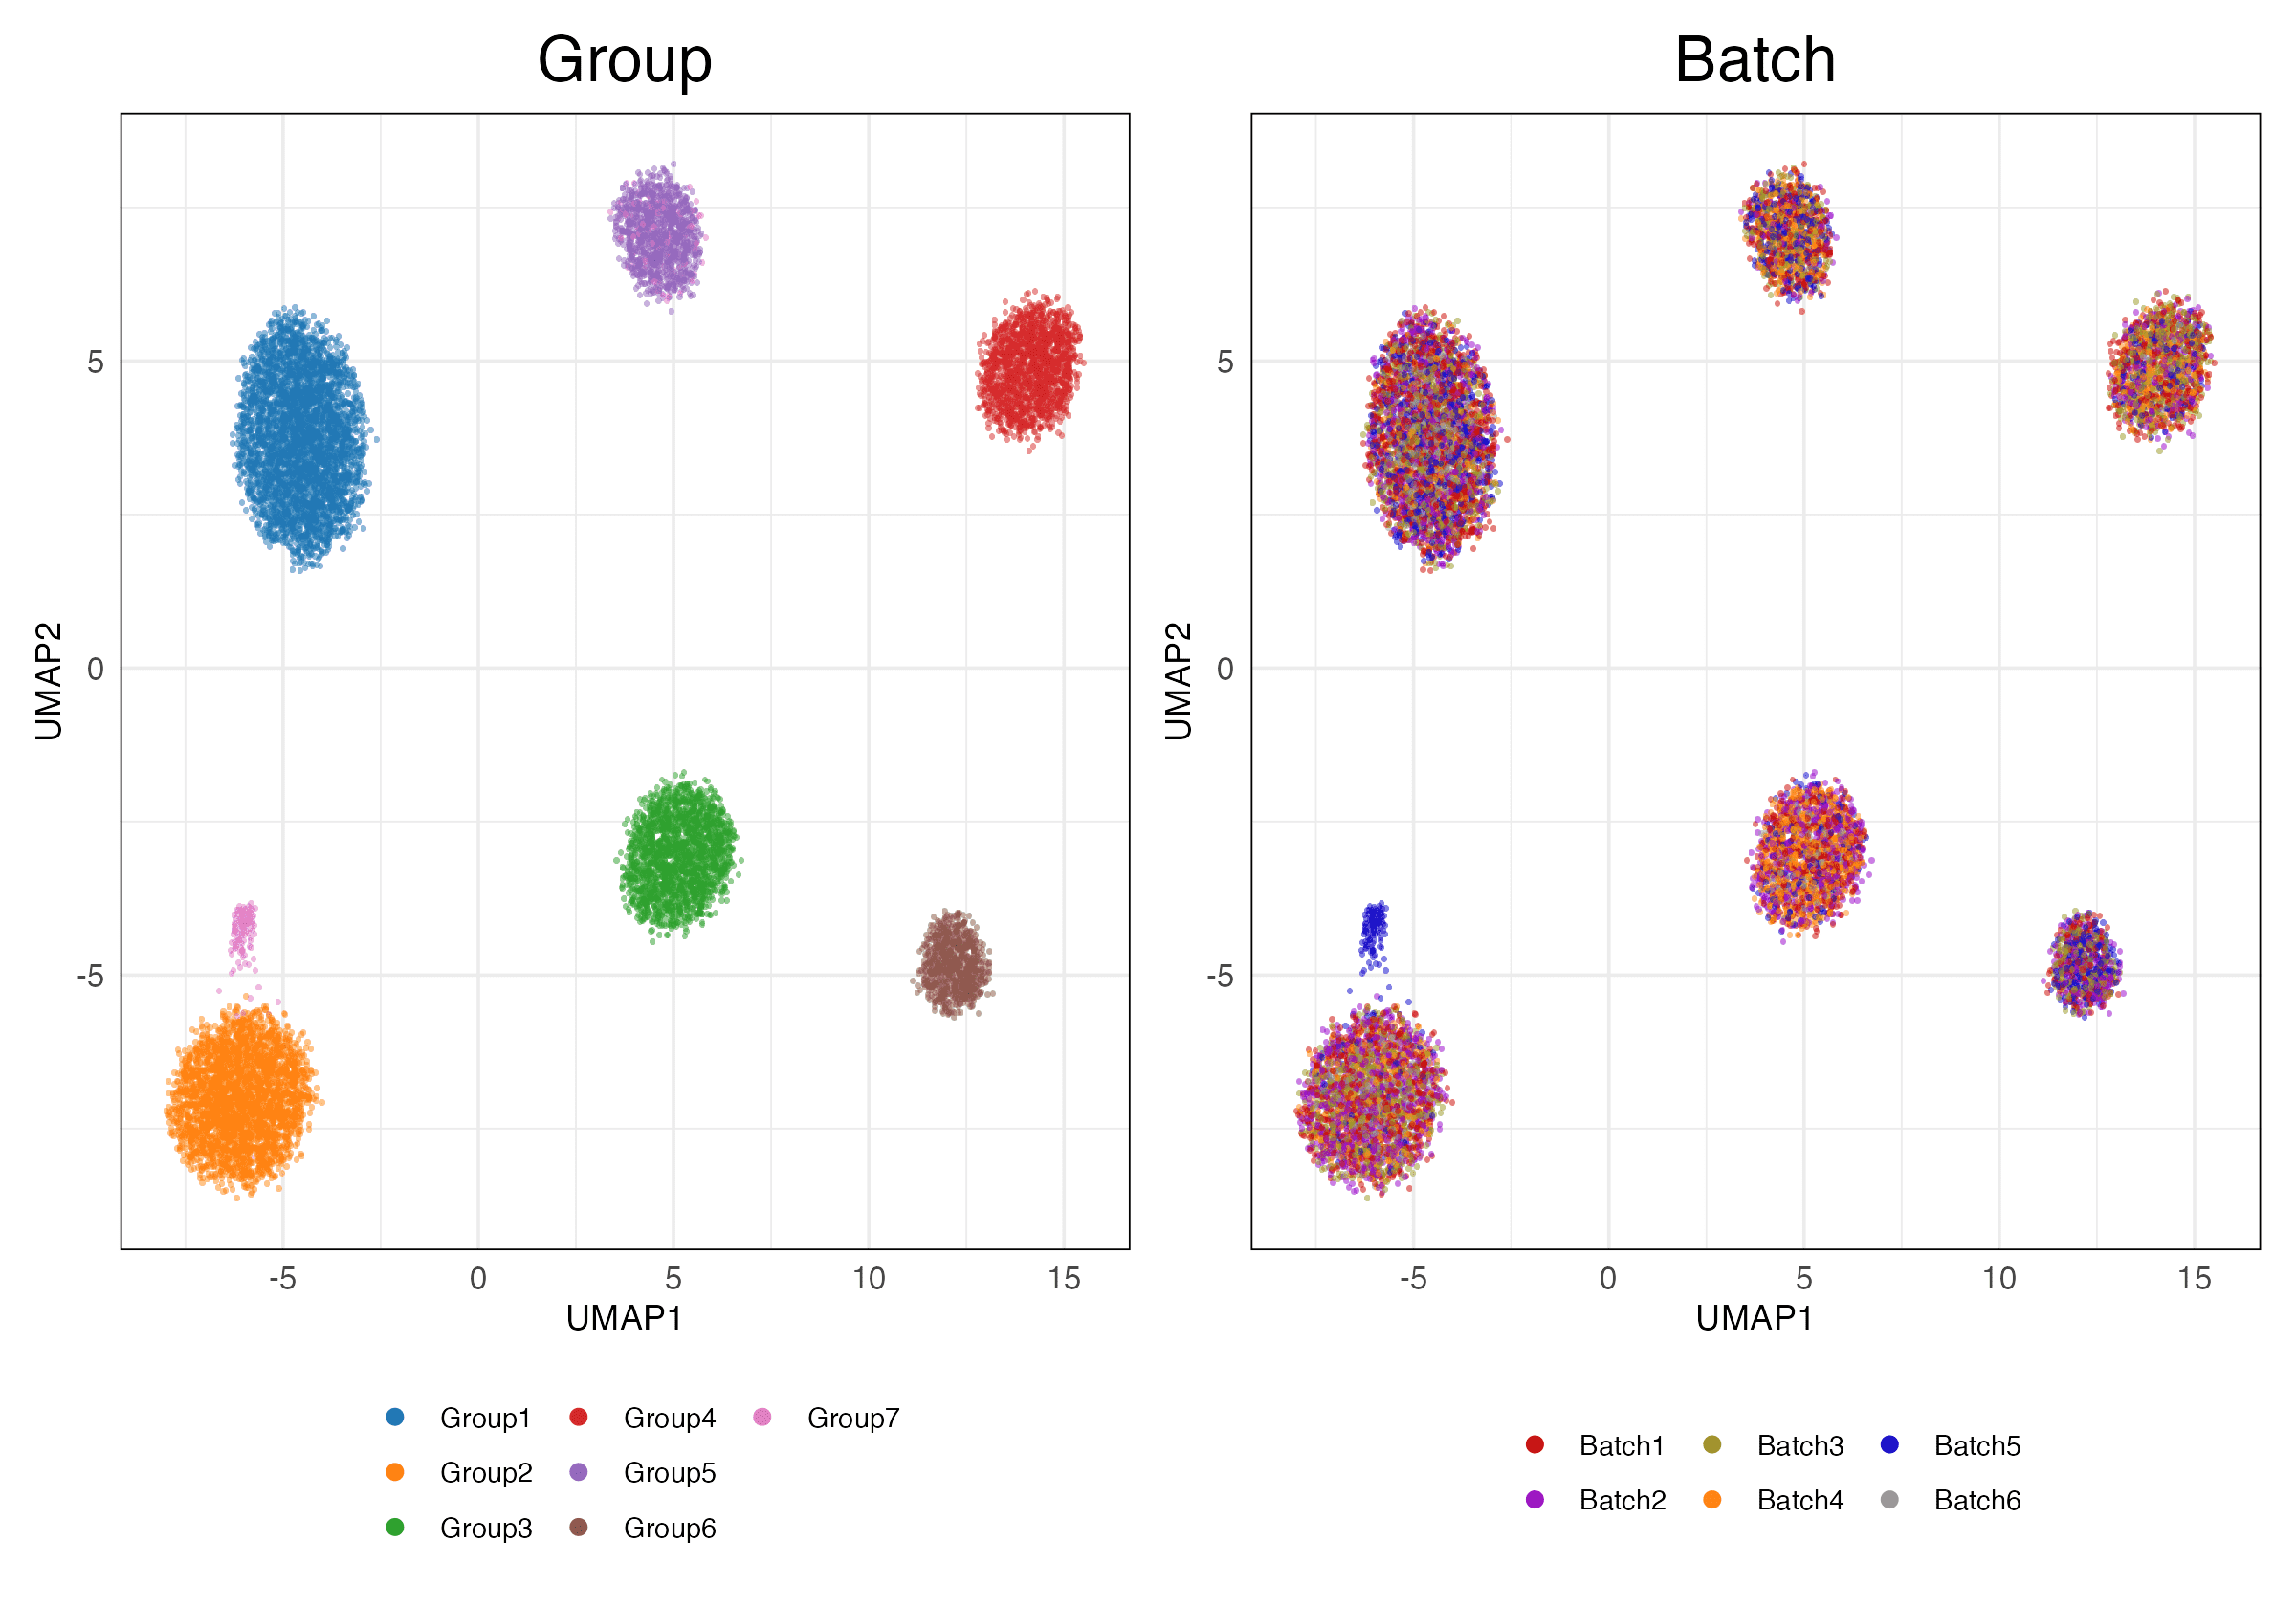 Group
UMAP2
5
0
-5
-5 0 5 10 15
UMAP1
Group1 Group4 Group7
Group2 Group5
Group3 Group6
Batch
UMAP2
5
0
-5
-5 0 5 10 15
UMAP1
Batch1 Batch3 Batch5
Batch2 Batch4 Batch6